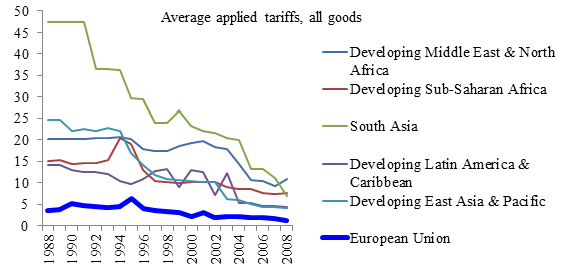 Average applied tariffs, all goods
50
45
40
35
30
25
20
15
10
5
0
1988
1990
1992
1994
1996
1998
2000
2002
2004
2006
2008
Developing Middle East & North
Africa
Developing Sub-Saharan Africa
South Asia
Developing Latin America &
Caribbean
Developing East Asia & Pacific
European Union